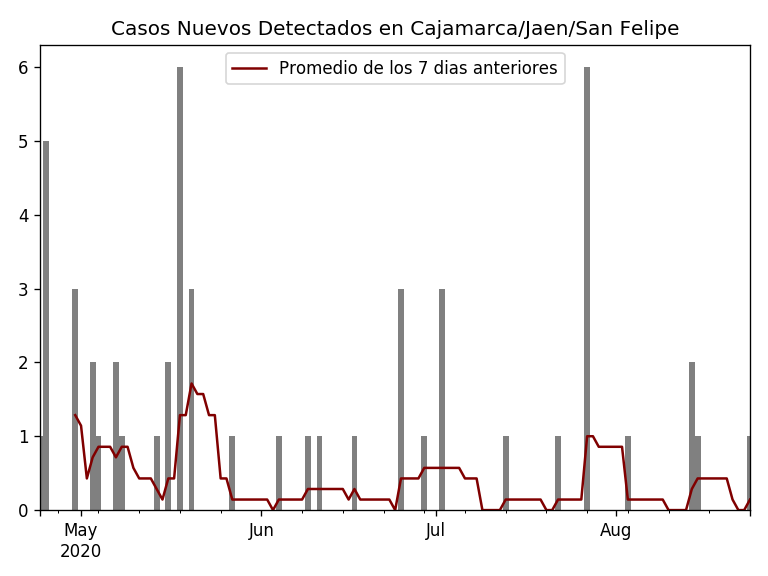 Casos Nuevos Detectados en Cajamarca/Jaen/San Felipe
Promedio de los 7 dias anteriores
6
5
4
3
2
1
0
May Jun Jul Aug
2020